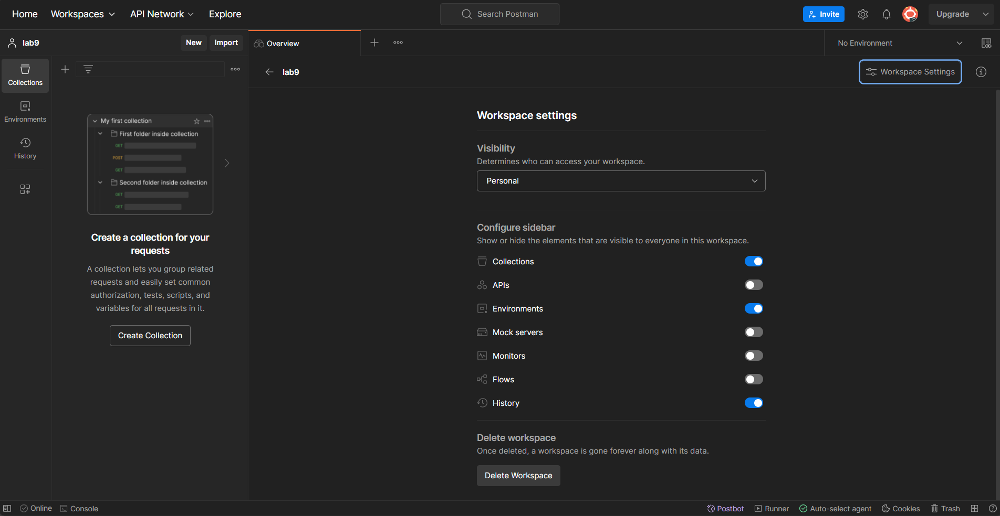 Home
Workspaces
API Network
Explore
Search Postman
Invite
Upgrade
lab9
New
Import
Overview
No Environment
Collections
Environments
History
My first collection
First folder inside collection
GET
POST
GET
Second folder inside collection
GET
GET
Create a collection for your
requests
A collection lets you group related
requests and easily set common
authorization, tests, scripts, and
variables for all requests in it.
Create Collection
lab9
Workspace Settings
Workspace settings
Visibility
Determines who can access your workspace.
Personal
Configure sidebar
Show or hide the elements that are visible to everyone in this workspace.
Collections
APIs
Environments
Mock servers
Monitors
Flows
History
Delete workspace
Once deleted, a workspace is gone forever along with its data.
Delete Workspace
Online
Console
Postbot
Runner
Auto-select agent
Cookies
Trash